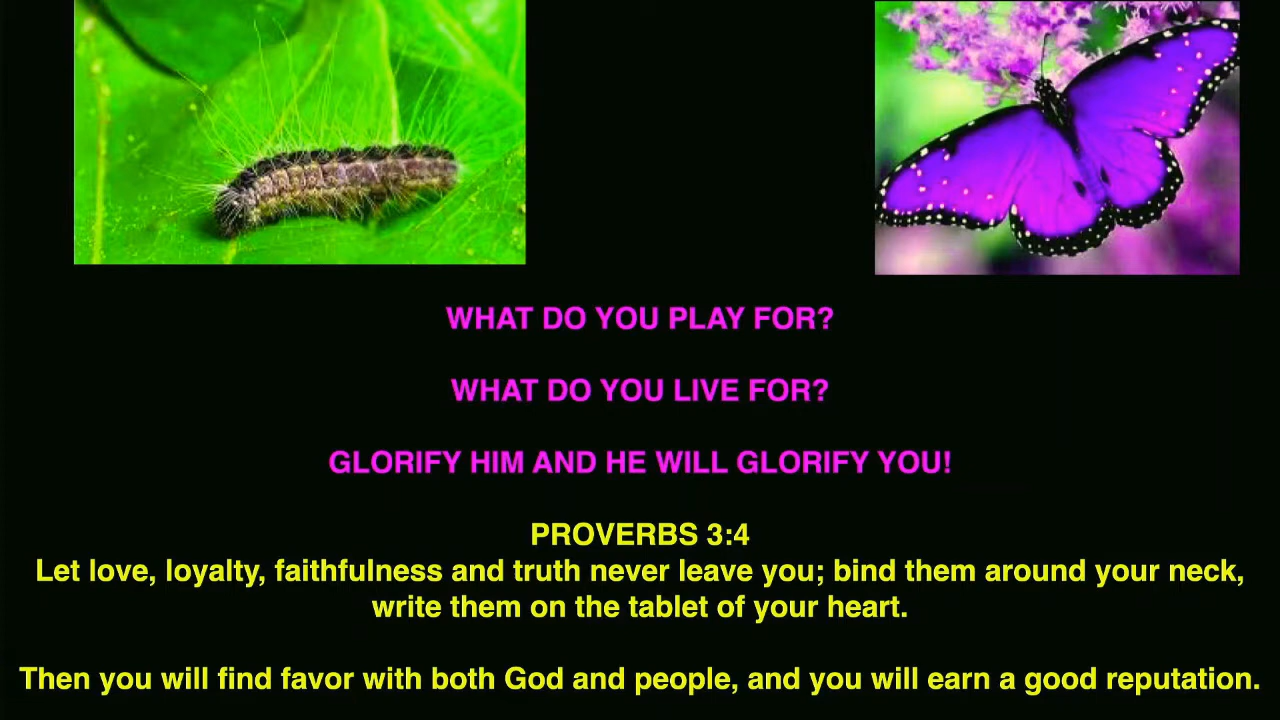 WHAT DO YOU PLAY FOR?
WHAT DO YOU LIVE FOR?
GLORIFY HIM AND HE WILL GLORIFY YOU!
PROVERBS 3:4
Let love, loyalty, faithfulness and truth never leave you; bind them around your neck,
write them on the tablet of your heart.
Then you will find favor with both God and people, and you will earn a good reputation.